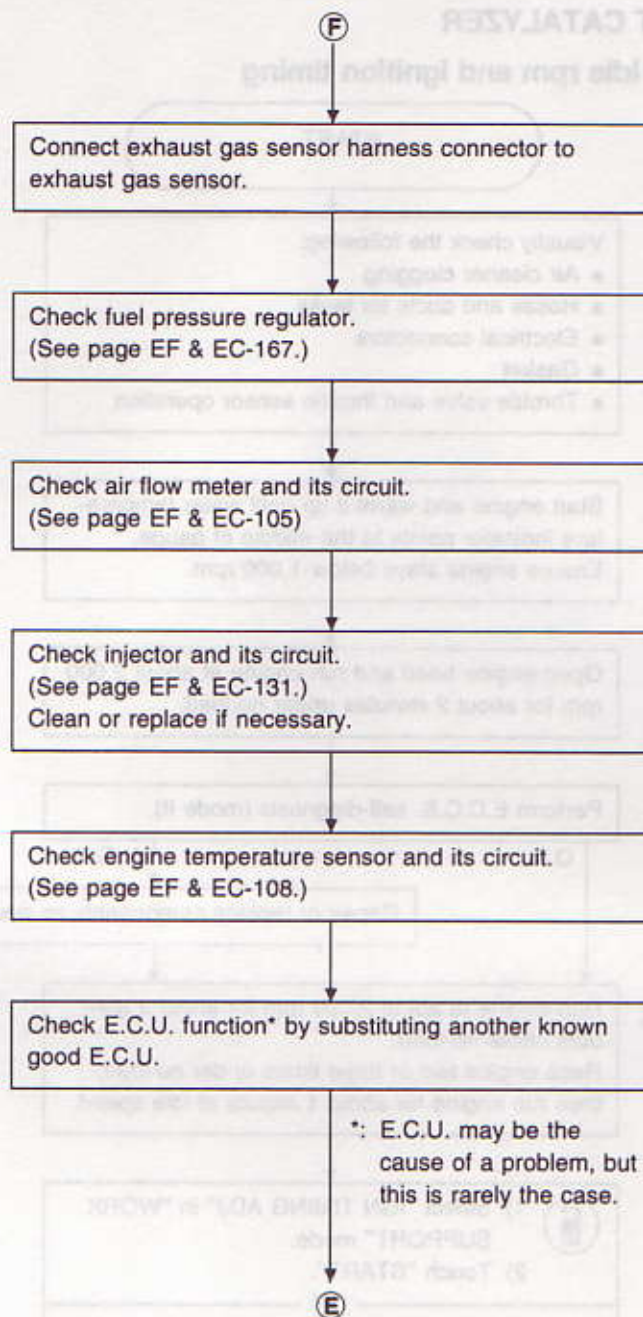 F
Connect exhaust gas sensor harness connector to
exhaust gas sensor.
Check fuel pressure regulator.
(See page EF & EC-167.)
Check air flow meter and its circuit.
(See page EF & EC-105)
Check injector and its circuit.
(See page EF & EC-131.)
Clean or replace if necessary.
Check engine temperature sensor and its circuit.
(See page EF & EC-108.)
Check E.C.U. function* by substituting another known
good E.C.U.
*: E.C.U. may be the
cause of a problem, but
this is rarely the case.
E